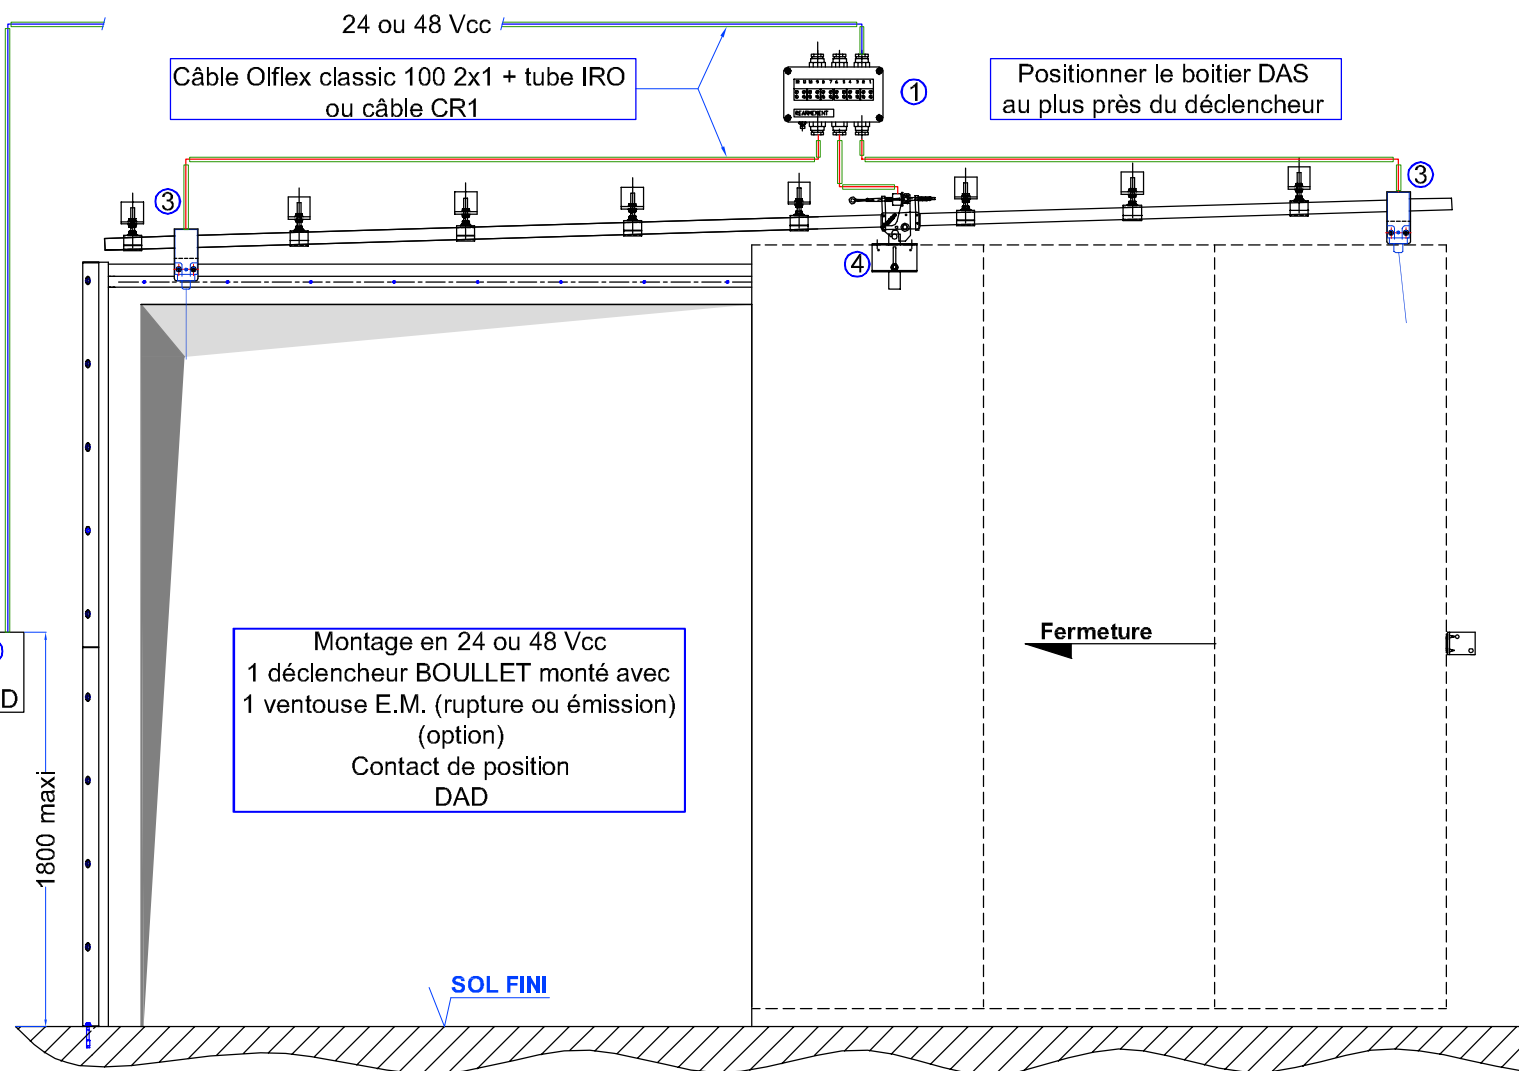 24 ou 48 Vcc
Câble Olflex classic 100 2x1 + tube IRO
ou câble CR1
1
Positionner le boitier DAS
au plus près du déclencheur
REARMEMENT
3
3
4
Fermeture
Montage en 24 ou 48 Vcc
1 déclencheur BOULLET monté avec
1 ventouse E.M. (rupture ou émission)
(option)
Contact de position
DAD
D
1800 maxi
SOL FINI